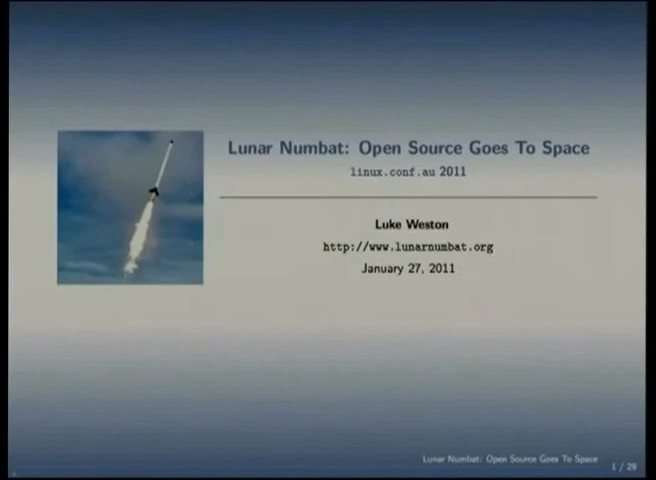 Lunar Numbat: Open Source Goes To Space
linux.conf.au 2011
Luke Weston
http://www.lunarnumbat.org
January 27, 2011
Lunar Numbat: Open Source Goes To Space
1 / 29